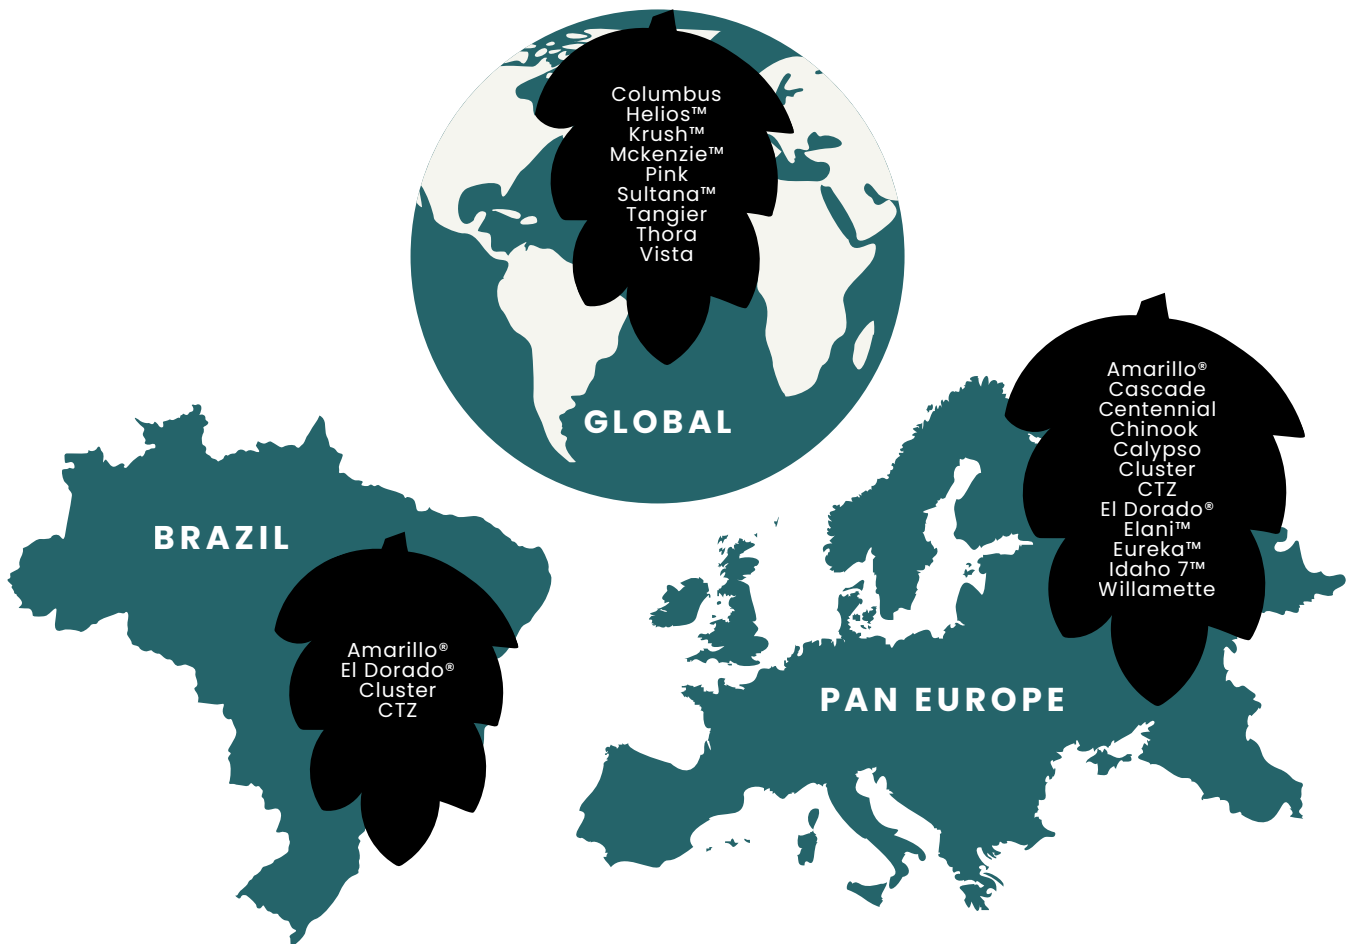 Columbus
Helios™
Krush™
Mckenzie™
Pink
Sultana™
Tangier
Thora
Vista
GLOBAL
BRAZIL
Amarillo®
El Dorado®
Cluster
CTZ
Amarillo®
Cascade
Centennial
Chinook
Calypso
Cluster
CTZ
El Dorado®
Elani™
Eureka™
Idaho 7™
Willamette
PAN EUROPE